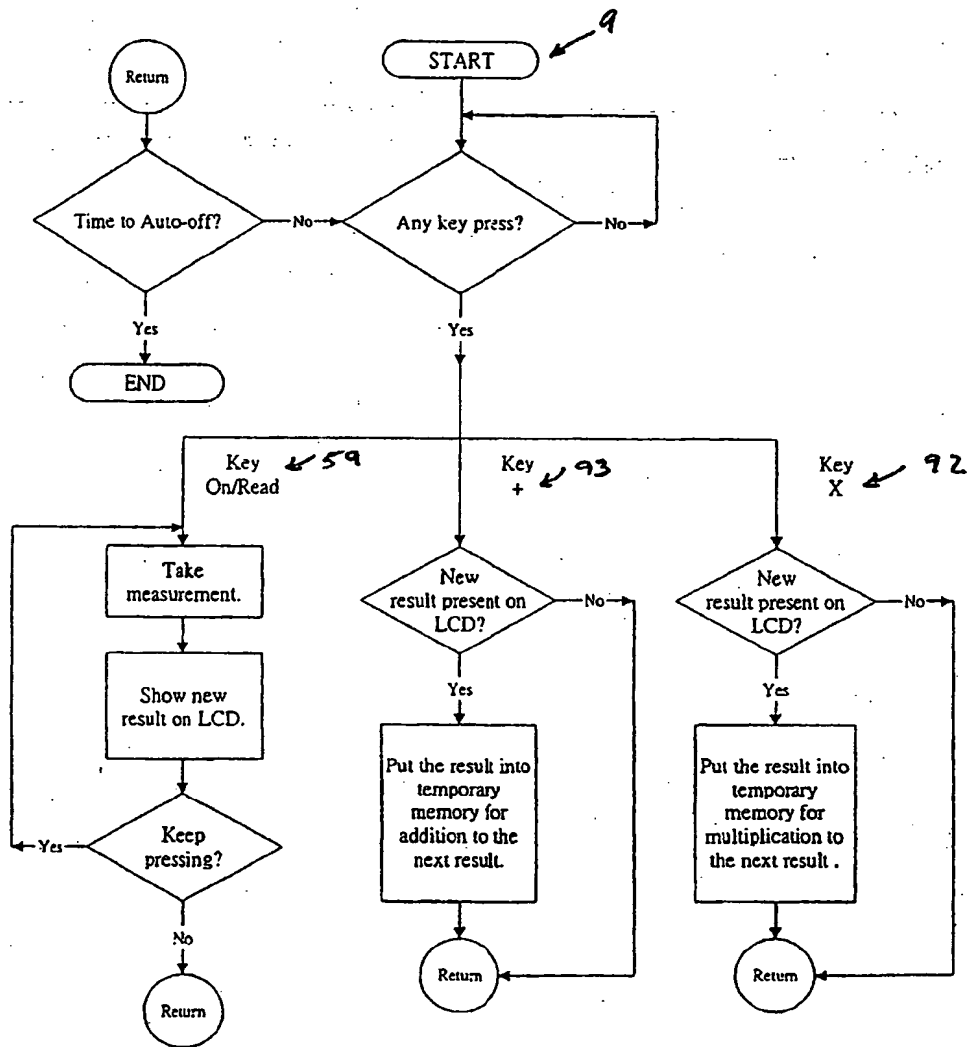 9
Return
START
Time to Auto-off?
No
Any key press?
No
Yes
Yes
END
Key
On/Read
59
Key
+
93
Key
X
92
Take
measurement.
Show new
result on LCD.
Yes
Keep
pressing?
No
Return
New
result present on
LCD?
No
Yes
Put the result into
temporary
memory for
addition to the
next result.
Return
New
result present on
LCD?
No
Yes
Put the result into
temporary
memory for
multiplication to
the next result .
Return